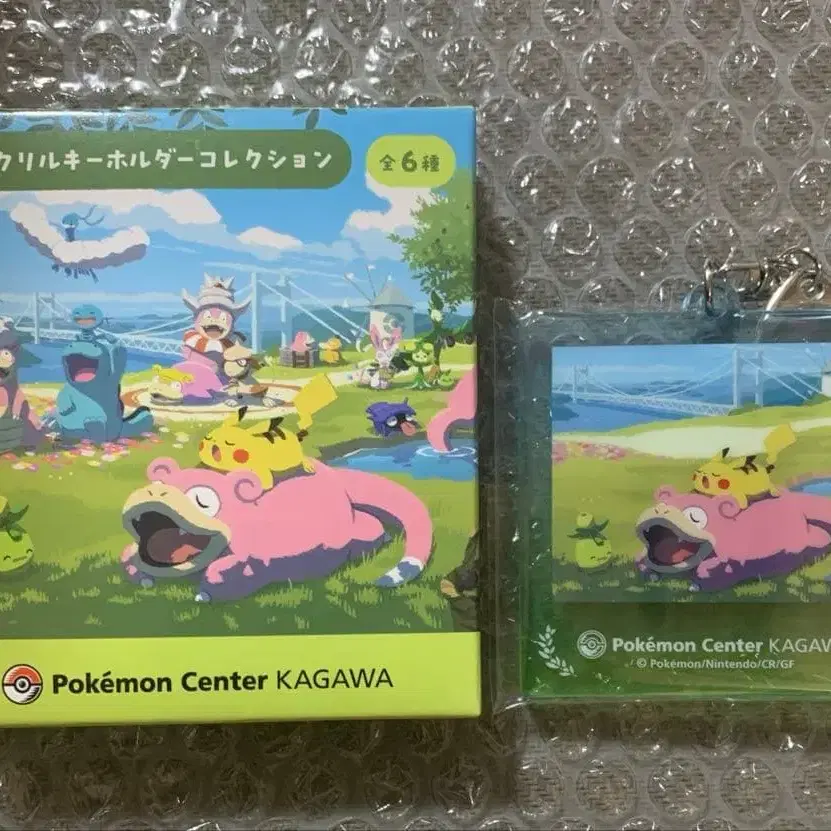 クリルキーホルダーコレクション
全6種
Pokémon Center KAGAWA
Pokémon Center KAGAW
© Pokémon/Nintendo/CR/GF